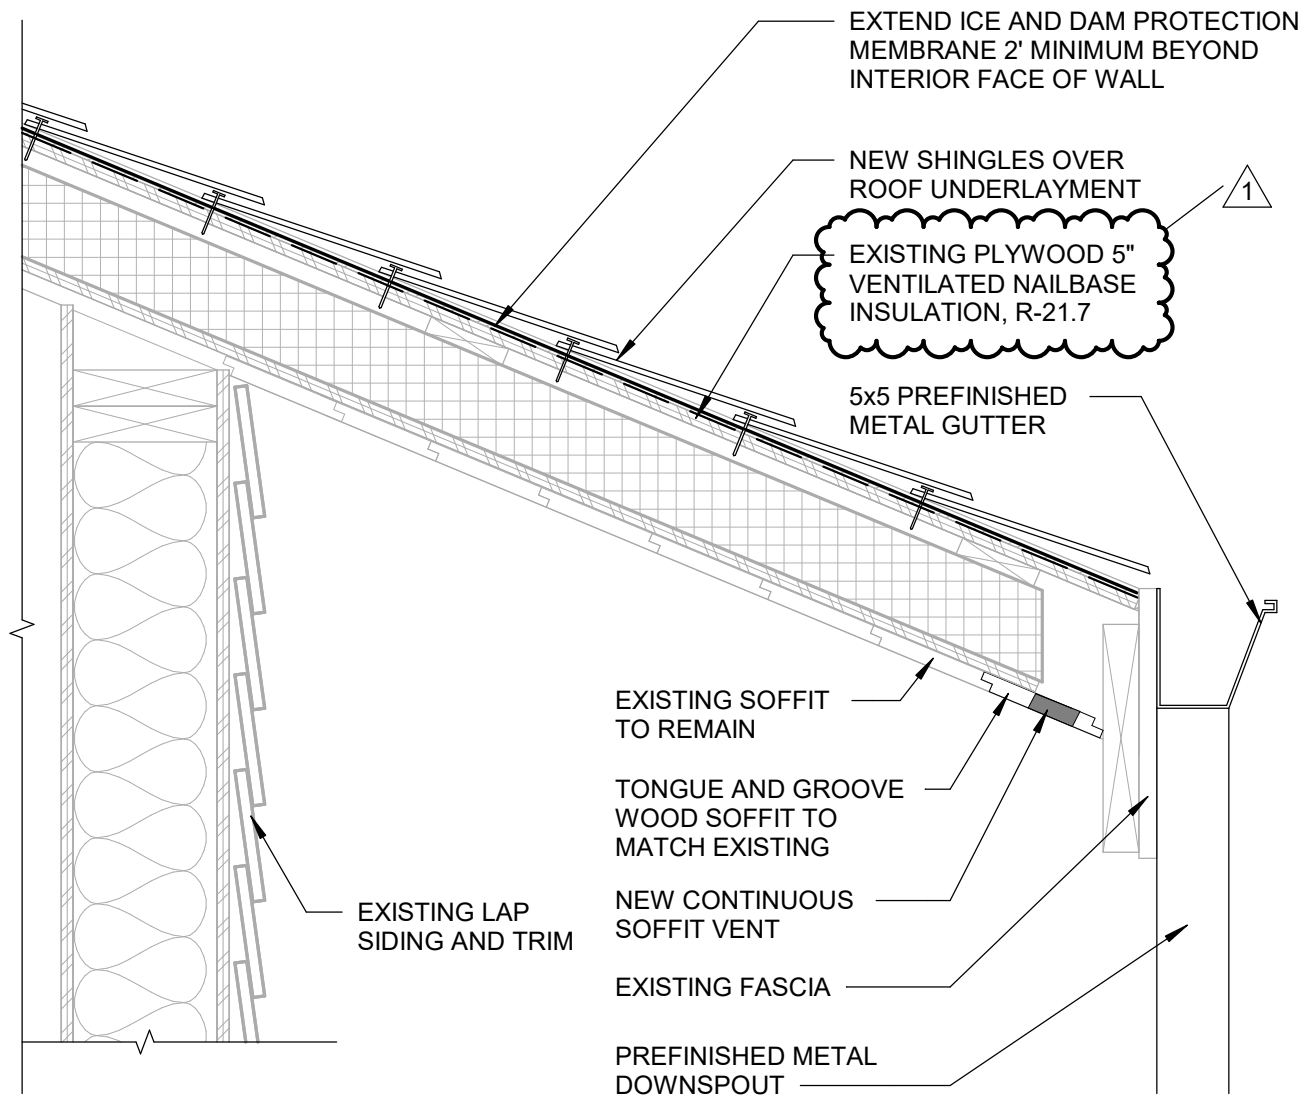 EXTEND ICE AND DAM PROTECTION
MEMBRANE 2' MINIMUM BEYOND
INTERIOR FACE OF WALL
NEW SHINGLES OVER
ROOF UNDERLAYMENT
1
EXISTING PLYWOOD 5"
VENTILATED NAILBASE
INSULATION, R-21.7
5x5 PREFINISHED
METAL GUTTER
EXISTING SOFFIT
TO REMAIN
TONGUE AND GROOVE
WOOD SOFFIT TO
MATCH EXISTING
NEW CONTINUOUS
SOFFIT VENT
EXISTING LAP
SIDING AND TRIM
EXISTING FASCIA
PREFINISHED METAL
DOWNSPOUT